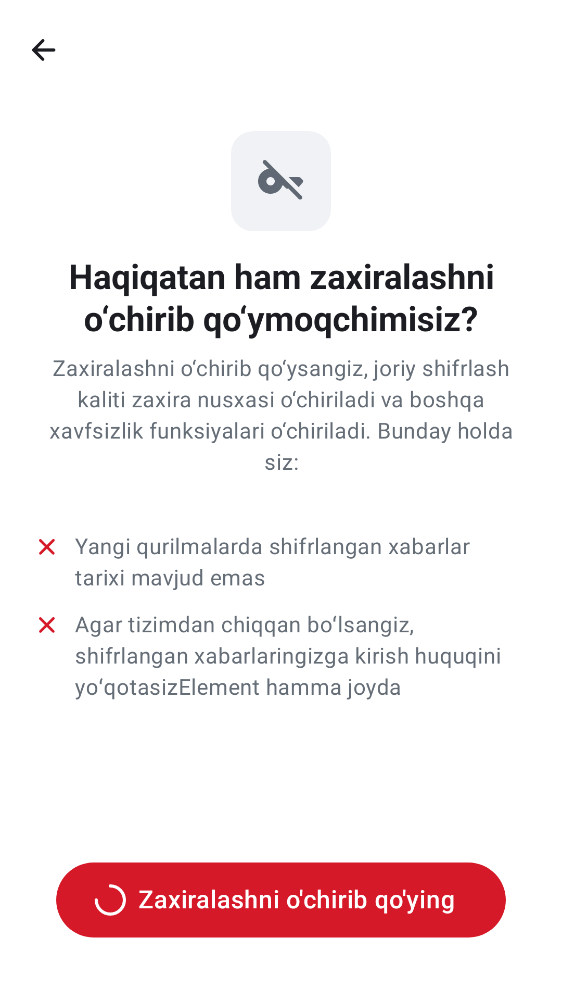 Haqiqatan ham zaxiralashni
o‘chirib qo‘ymoqchimisiz?
Zaxiralashni o‘chirib qo‘ysangiz, joriy shifrlash
kaliti zaxira nusxasi o‘chiriladi va boshqa
xavfsizlik funksiyalari o‘chiriladi. Bunday holda
siz:
Yangi qurilmalarda shifrlangan xabarlar
tarixi mavjud emas
Agar tizimdan chiqqan bo‘lsangiz,
shifrlangan xabarlaringizga kirish huquqini
yo‘qotasizElement hamma joyda
Zaxiralashni o'chirib qo'ying